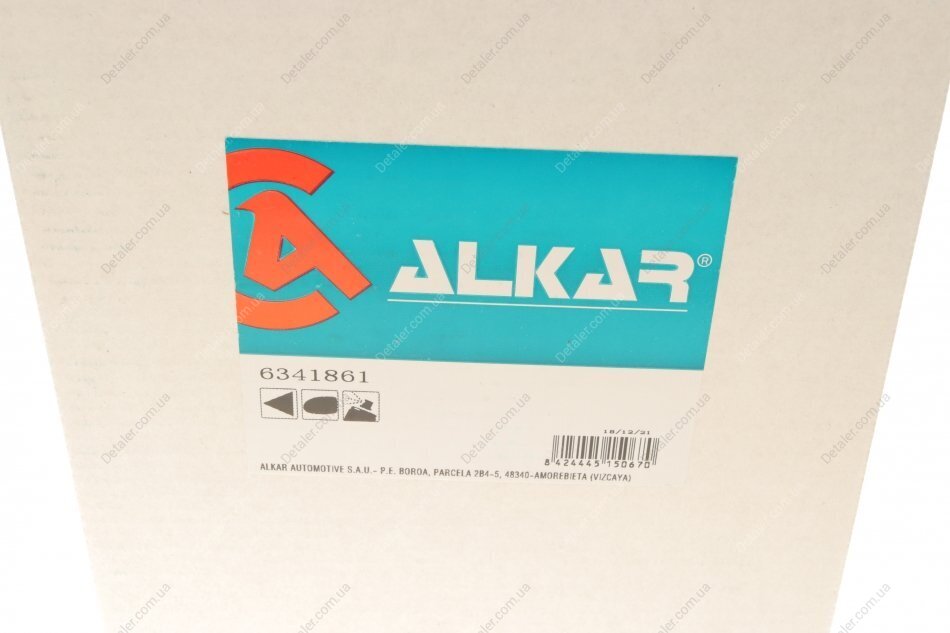 ALKAR®
6341861
18/12/21
8 424445 150670
ALKAR AUTOMOTIVE S.A.U.- P.E. BOROA, PARCELA 2B4-5, 48340-AMOREBIETA (VIZCAYA)
Detaler.com.ua